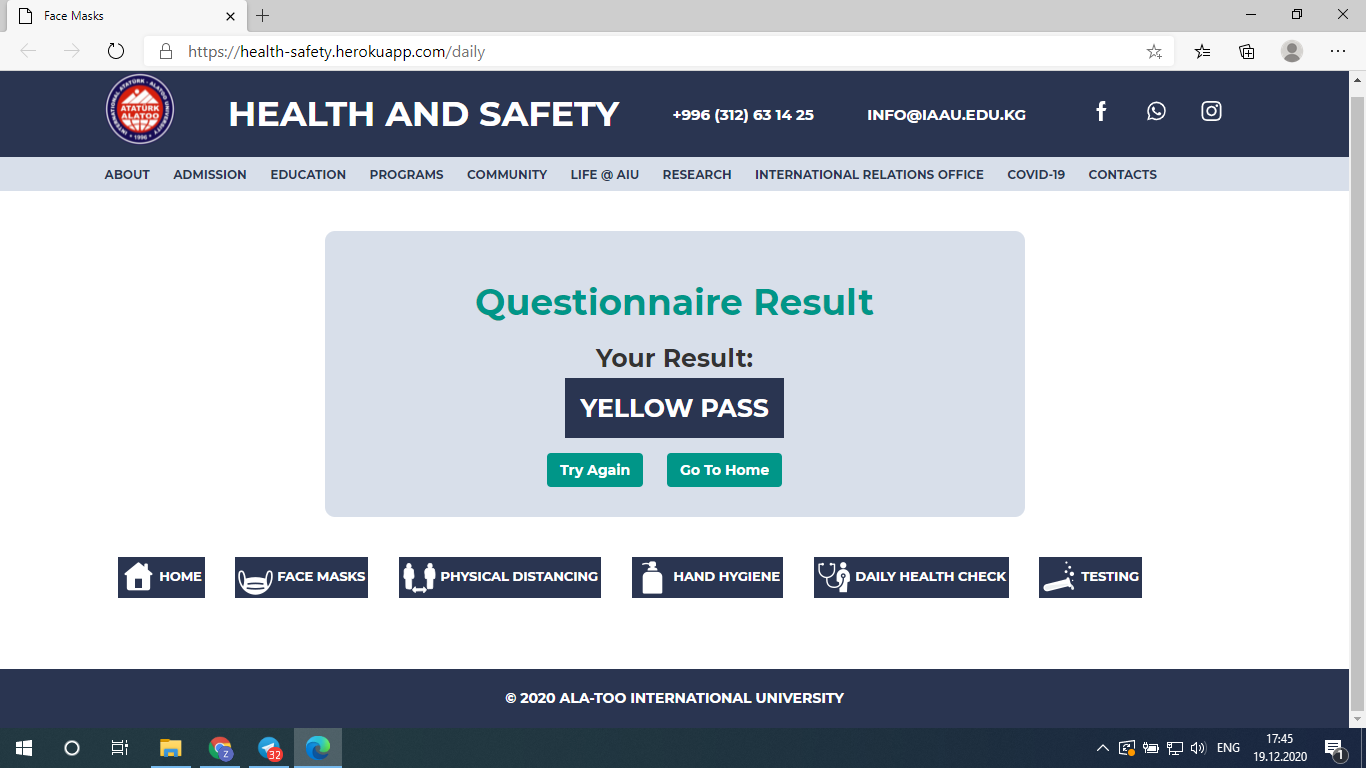 Face Masks
https://health-safety.herokuapp.com/daily
ATATÜRK
ALATOO
1996
HEALTH AND SAFETY
+996 (312) 63 14 25
INFO@IAAU.EDU.KG
ABOUT
ADMISSION
EDUCATION
PROGRAMS
COMMUNITY
LIFE @ AIU
RESEARCH
INTERNATIONAL RELATIONS OFFICE
COVID-19
CONTACTS
Questionnaire Result
Your Result:
YELLOW PASS
Try Again
Go To Home
HOME
FACE MASKS
PHYSICAL DISTANCING
HAND HYGIENE
DAILY HEALTH CHECK
TESTING
© 2020 ALA-TOO INTERNATIONAL UNIVERSITY
Z
32
ENG
17:45
19.12.2020
1